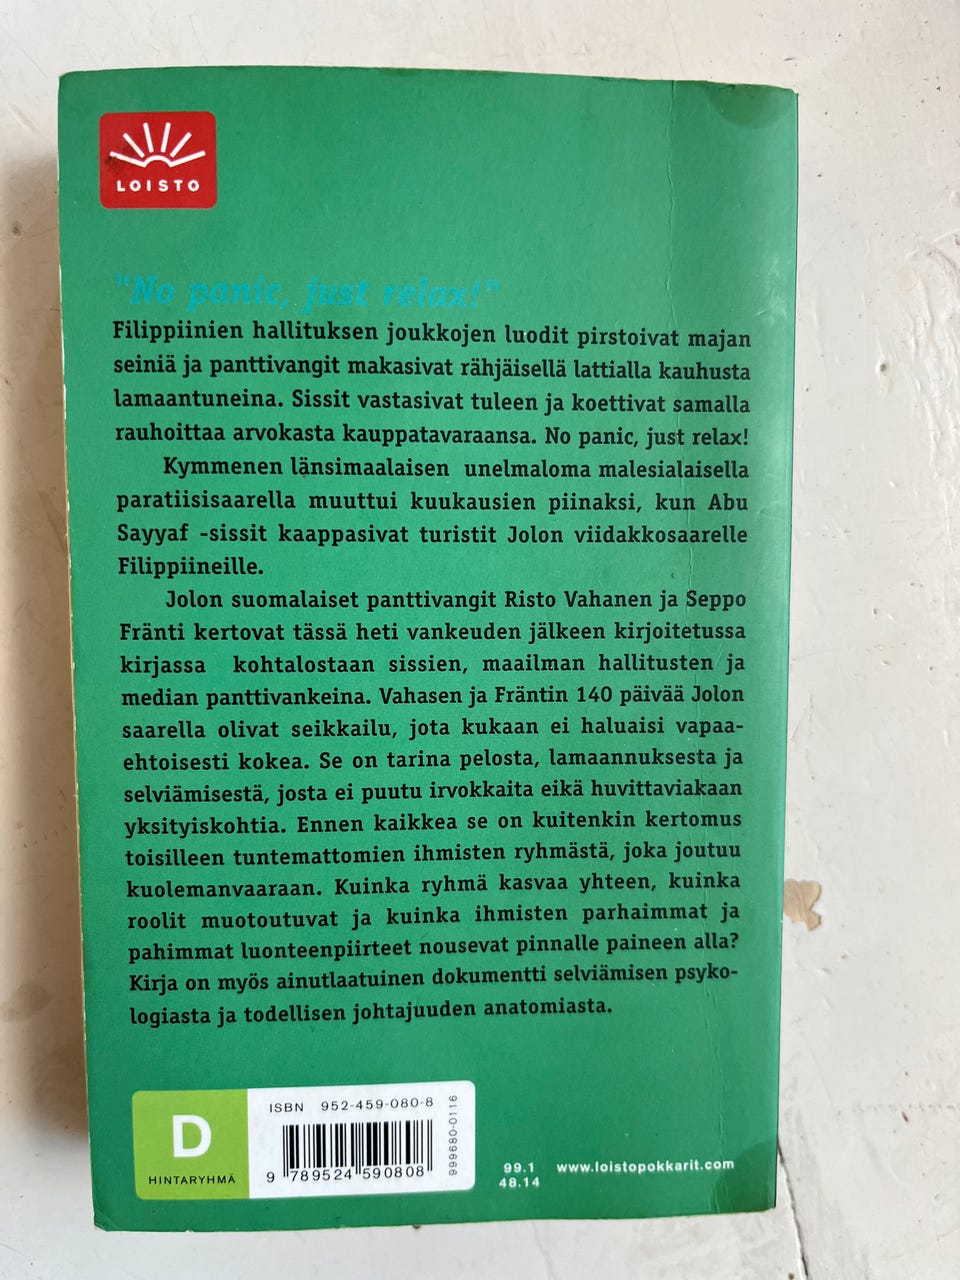 LOISTO
"No panic, just relax!"
Filippiinien hallituksen joukkojen luodit pirstoivat majan
seiniä ja panttivangit makasivat rähjäisellä lattialla kauhusta
lamaantuneina. Sissit vastasivat tuleen ja koettivat samalla
rauhoittaa arvokasta kauppatavaraansa. No panic, just relax!
Kymmenen länsimaalaisen unelmaloma malesialaisella
paratiisisaarella muuttui kuukausien piinaksi, kun Abu
Sayyaf -sissit kaappasivat turistit Jolon viidakkosaarelle
Filippiineille.
Jolon suomalaiset panttivangit Risto Vahanen ja Seppo
Fränti kertovat tässä heti vankeuden jälkeen kirjoitetussa
kirjassa kohtalostaan sissien, maailman hallitusten ja
median panttivankeina. Vahasen ja Fräntin 140 päivää Jolon
saarella olivat seikkailu, jota kukaan ei haluaisi vapaa-
ehtoisesti kokea. Se on tarina pelosta, lamaannuksesta ja
selviämisestä, josta ei puutu irvokkaita eikä huvittaviakaan
yksityiskohtia. Ennen kaikkea se on kuitenkin kertomus
toisilleen tuntemattomien ihmisten ryhmästä, joka joutuu
kuolemanvaaraan. Kuinka ryhmä kasvaa yhteen, kuinka
roolit muotoutuvat ja kuinka ihmisten parhaimmat ja
pahimmat luonteenpiirteet nousevat pinnalle paineen alla?
Kirja on myös ainutlaatuinen dokumentti selviämisen psyko-
logiasta ja todellisen johtajuuden anatomiasta.
D
HINTARYHMÄ
ISBN 952-459-080-8
9 789524 590808
999680-0116
99.1 www.loistopokkarit.com
48.14